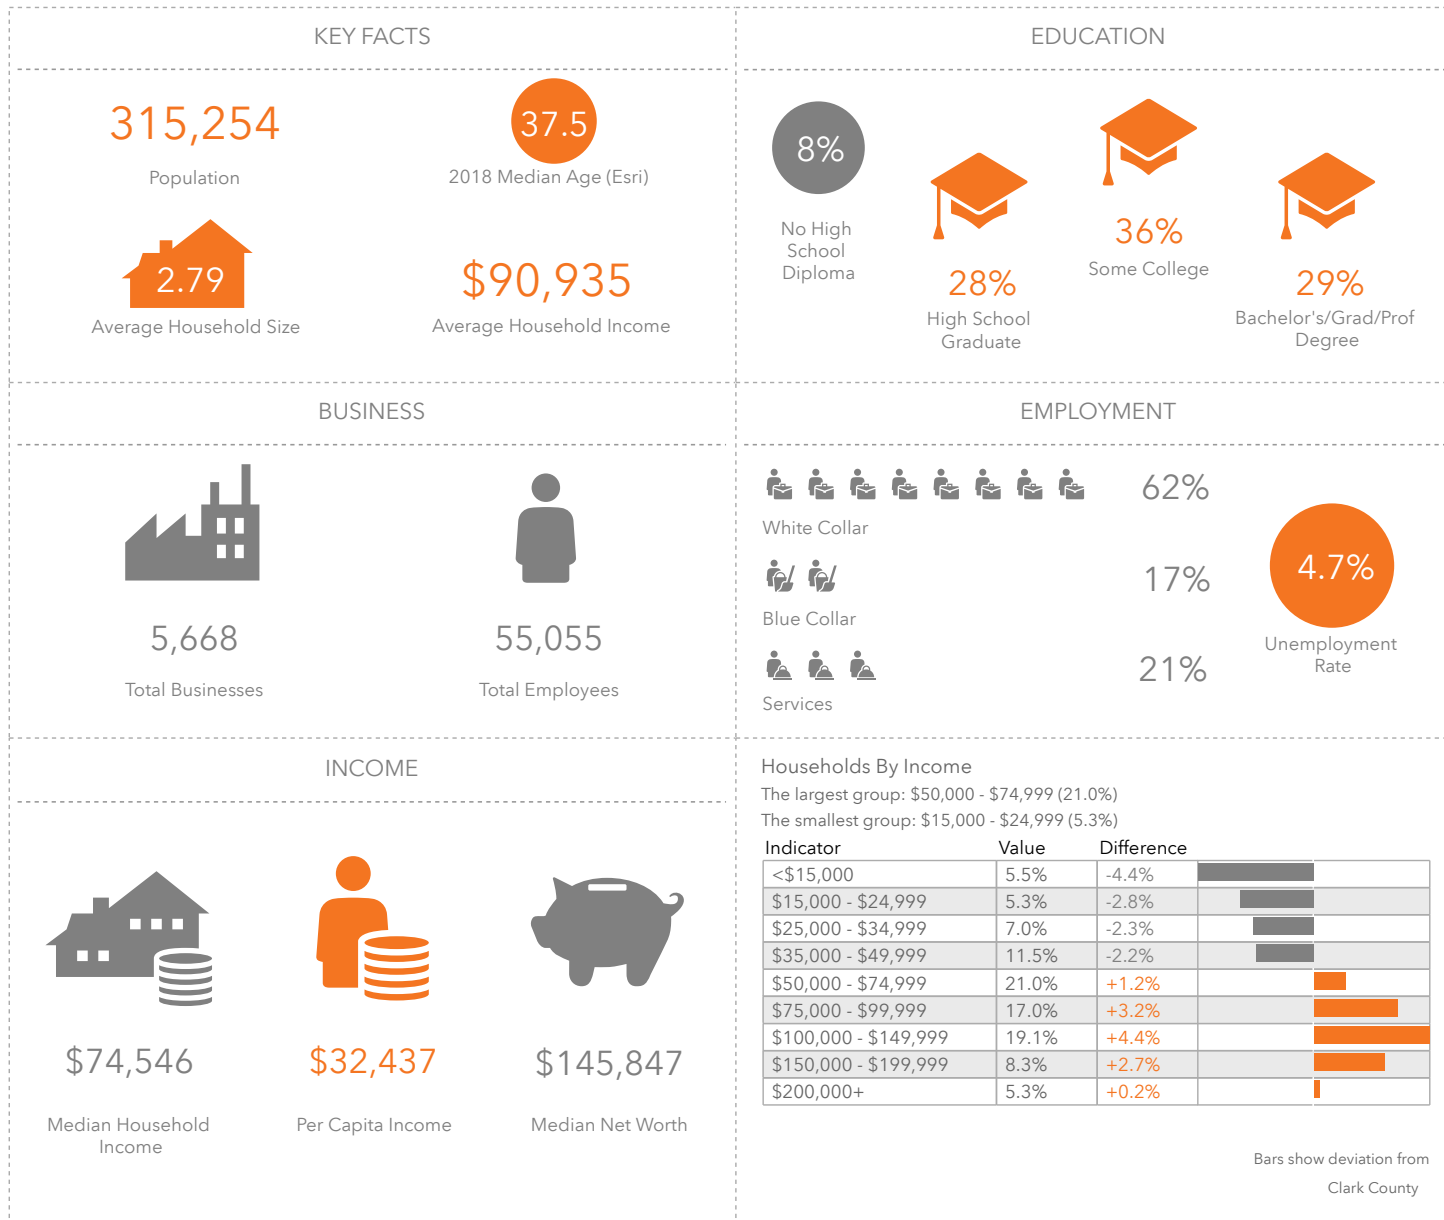 KEY FACTS
315,254
Population
37.5
2018 Median Age (Esri)
2.79
Average Household Size
$90,935
Average Household Income
EDUCATION
8%
No High
School
Diploma
28%
High School
Graduate
36%
Some College
29%
Bachelor's/Grad/Prof
Degree
BUSINESS
5,668
Total Businesses
55,055
Total Employees
EMPLOYMENT
62%
White Collar
17%
Blue Collar
21%
Services
4.7%
Unemployment
Rate
INCOME
$74,546
Median Household
Income
$32,437
Per Capita Income
$145,847
Median Net Worth
Households By Income
The largest group: $50,000 - $74,999 (21.0%)
The smallest group: $15,000 - $24,999 (5.3%)
Indicator Value Difference
<$15,000 5.5% -4.4%
$15,000 - $24,999 5.3% -2.8%
$25,000 - $34,999 7.0% -2.3%
$35,000 - $49,999 11.5% -2.2%
$50,000 - $74,999 21.0% +1.2%
$75,000 - $99,999 17.0% +3.2%
$100,000 - $149,999 19.1% +4.4%
$150,000 - $199,999 8.3% +2.7%
$200,000+ 5.3% +0.2%
Bars show deviation from
Clark County